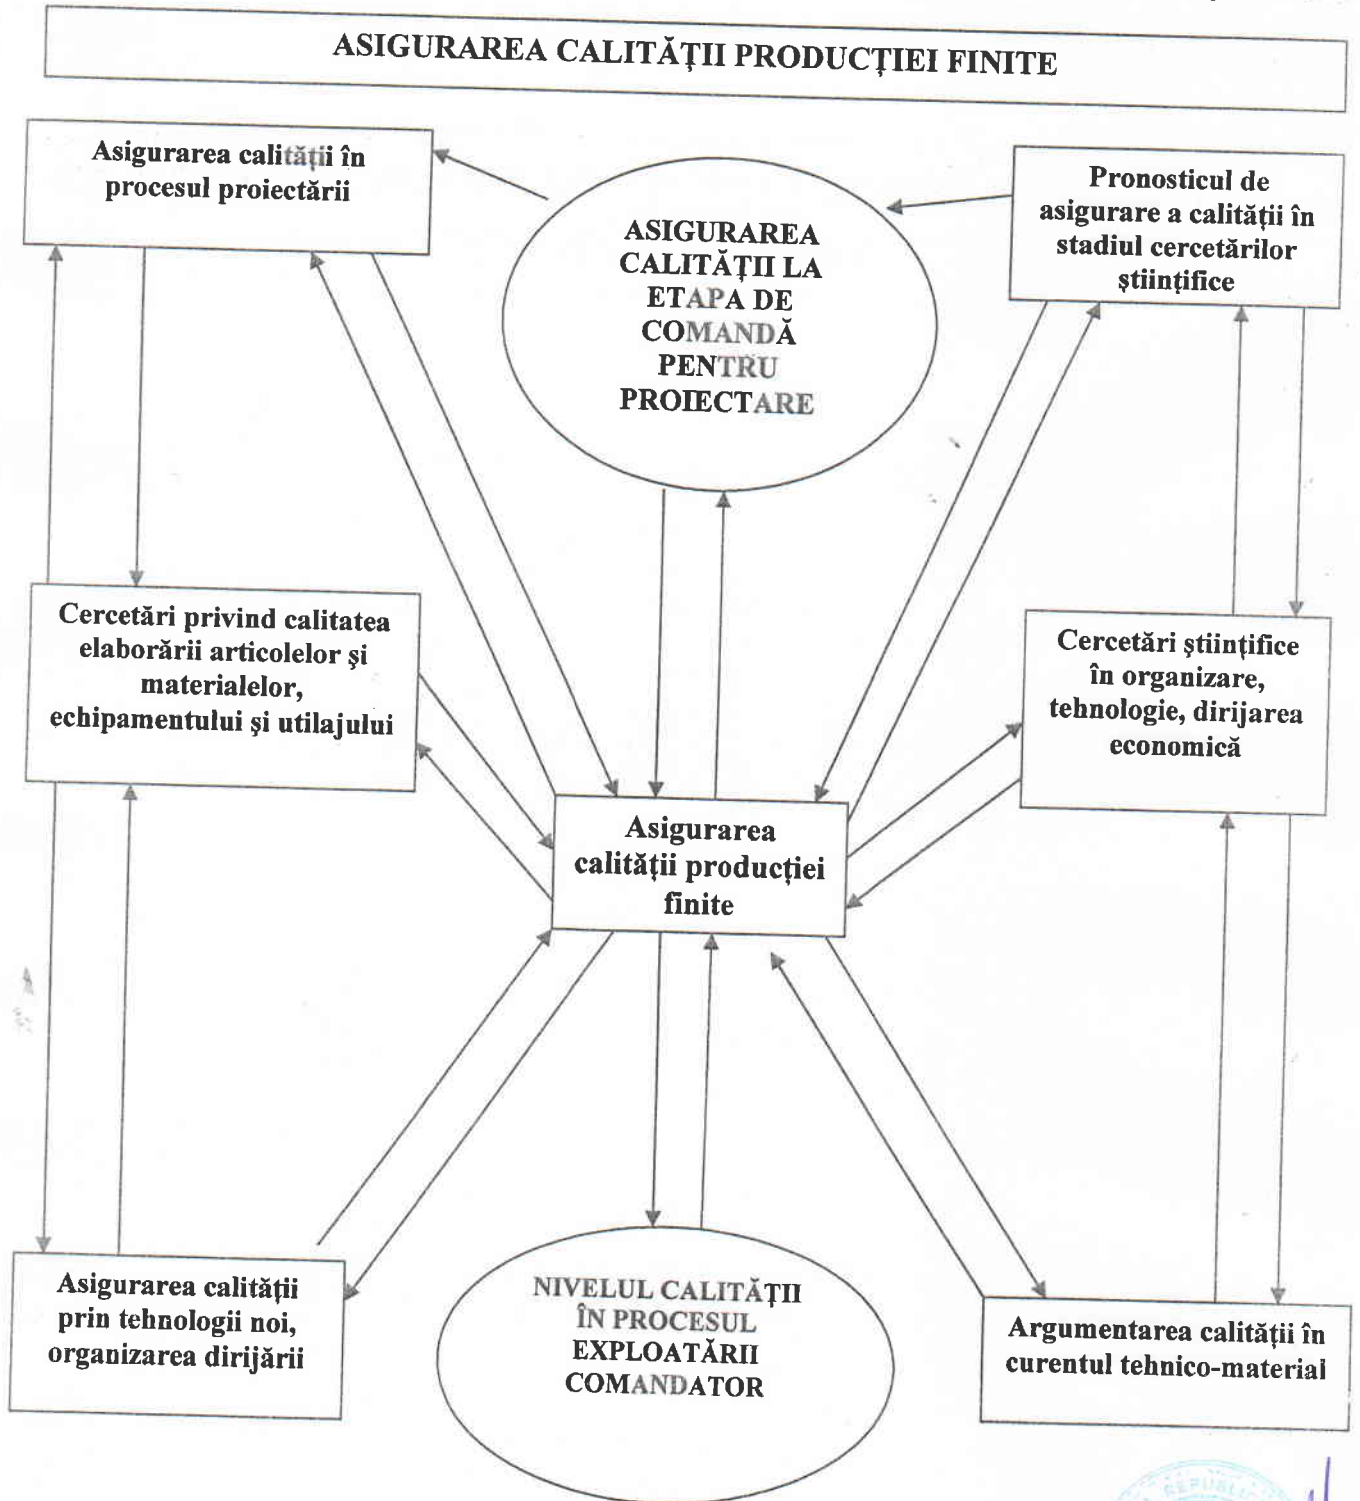 ASIGURAREA CALITĂȚII PRODUCȚIEI FINITE
Asigurarea calității în
procesul proiectării
ASIGURAREA
CALITĂȚII LA
ETAPA DE
COMANDĂ
PENTRU
PROIECTARE
Pronosticul de
asigurare a calității în
stadiul cercetărilor
științifice
Cercetări privind calitatea
elaborării articolelor și
materialelor,
echipamentului și utilajului
Cercetări științifice
în organizare,
tehnologie, dirijarea
economică
Asigurarea
calității producției
finite
Asigurarea calității
prin tehnologii noi,
organizarea dirijării
NIVELUL CALITĂȚII
ÎN PROCESUL
EXPLOATĂRII
COMANDATOR
Argumentarea calității în
curentul tehnico-material